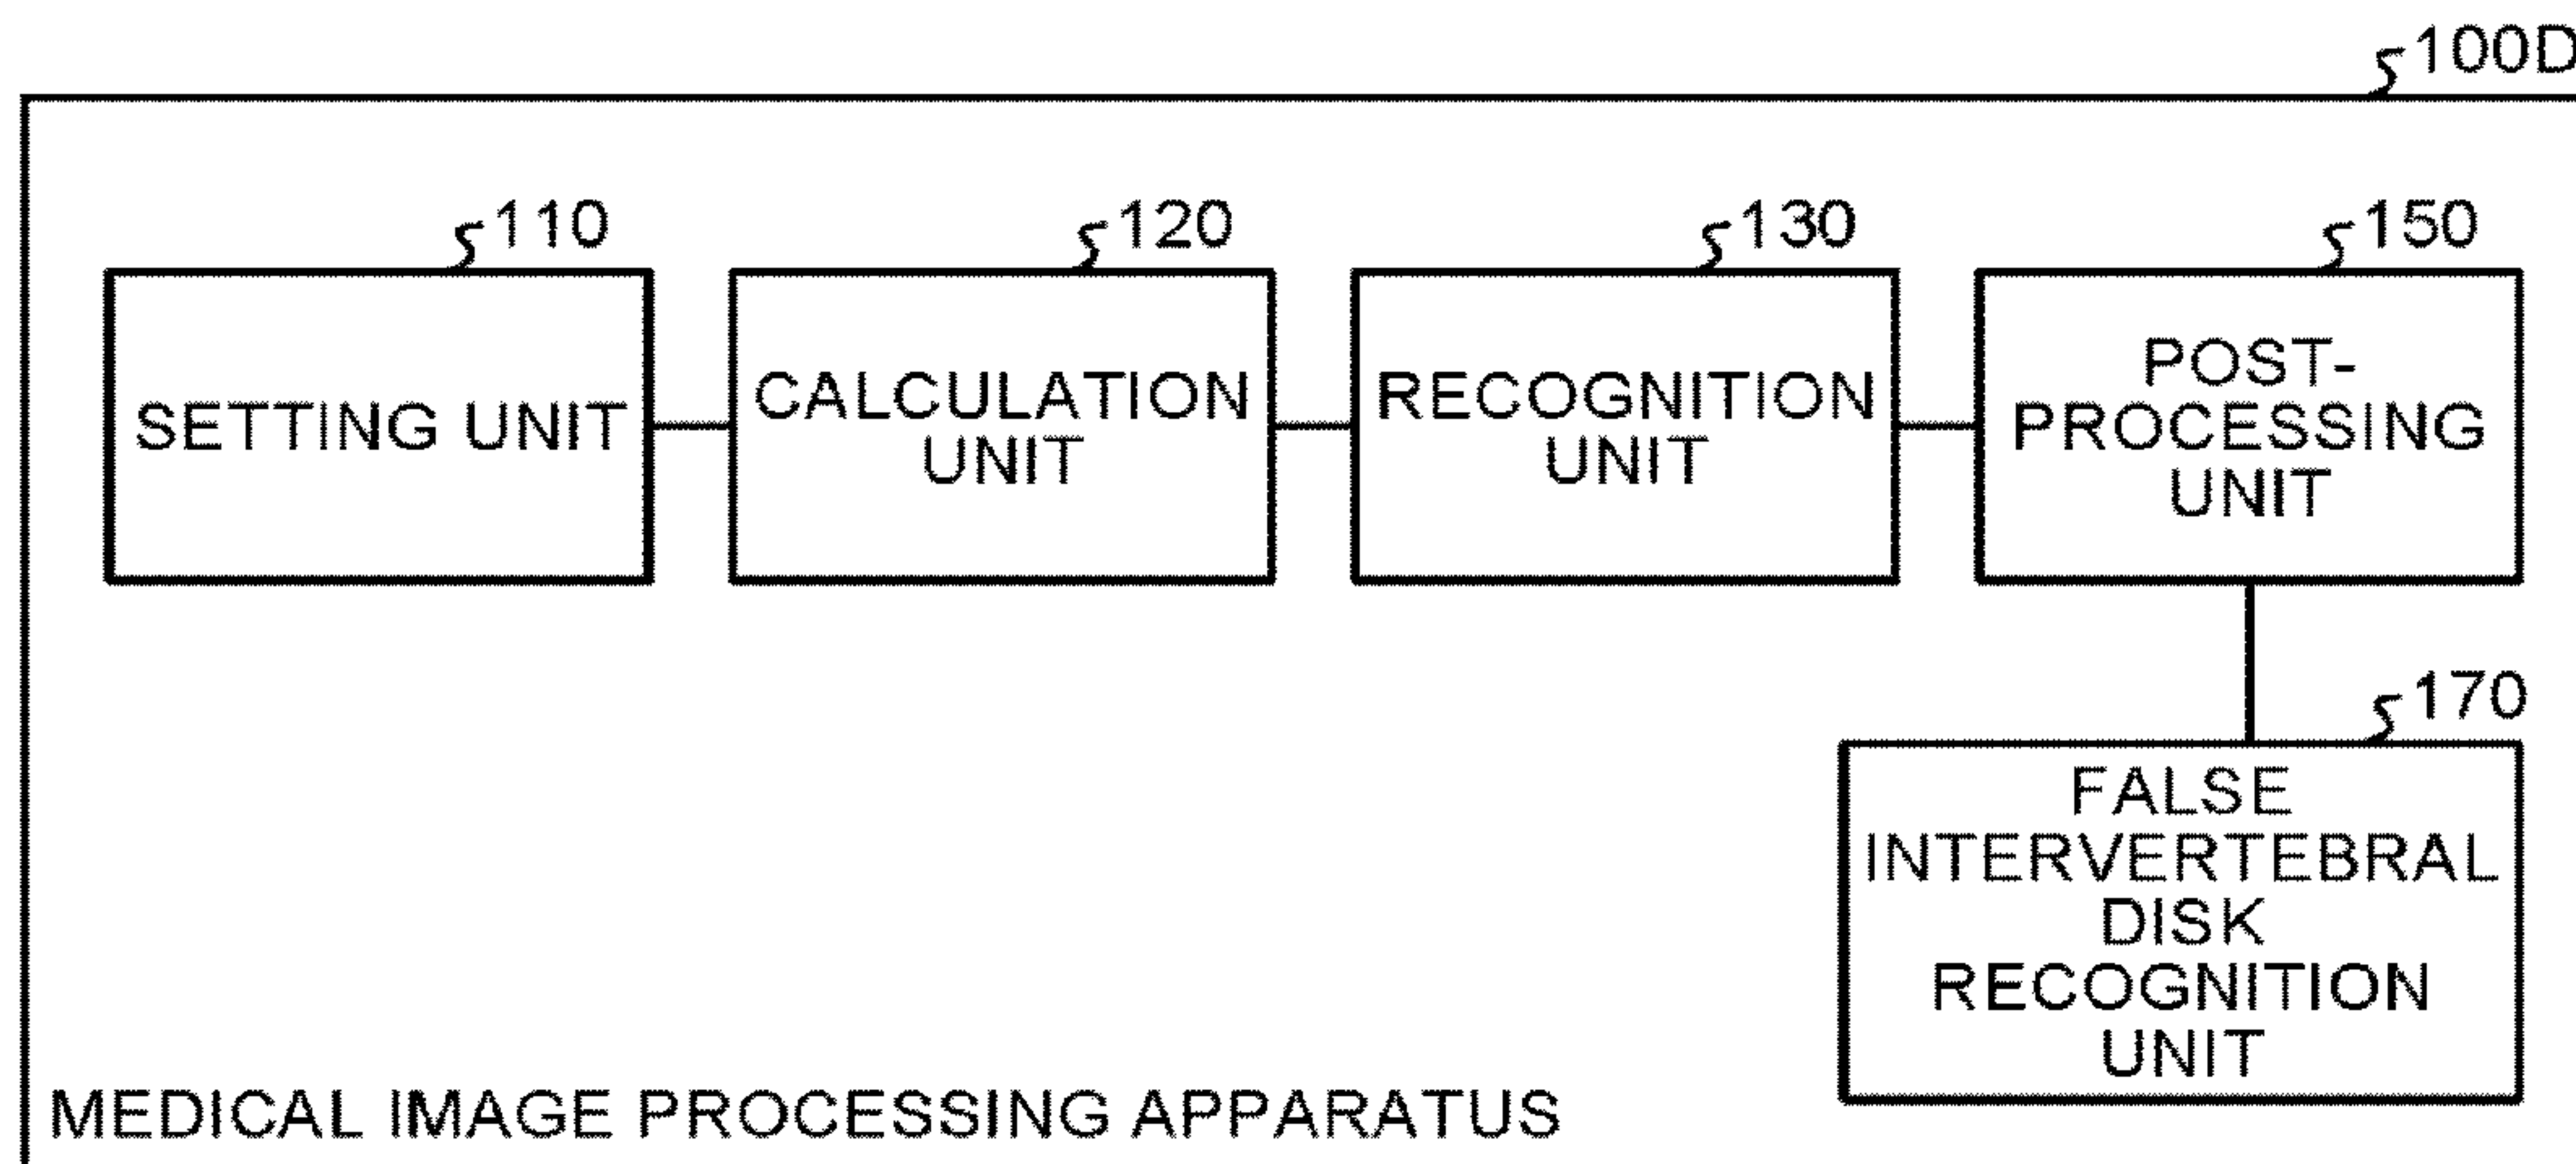 100D
110
SETTING UNIT
120
CALCULATION
UNIT
130
RECOGNITION
UNIT
150
POST-
PROCESSING
UNIT
170
FALSE
INTERVERTEBRAL
DISK
RECOGNITION
UNIT
MEDICAL IMAGE PROCESSING APPARATUS